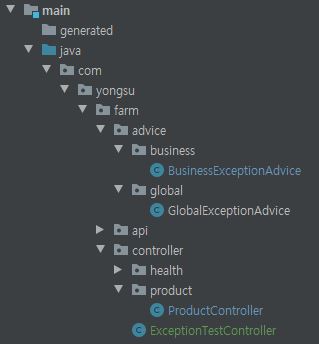 main
generated
java
com
yongsu
farm
advice
business
BusinessExceptionAdvice
global
GlobalExceptionAdvice
api
controller
health
product
ProductController
ExceptionTestController